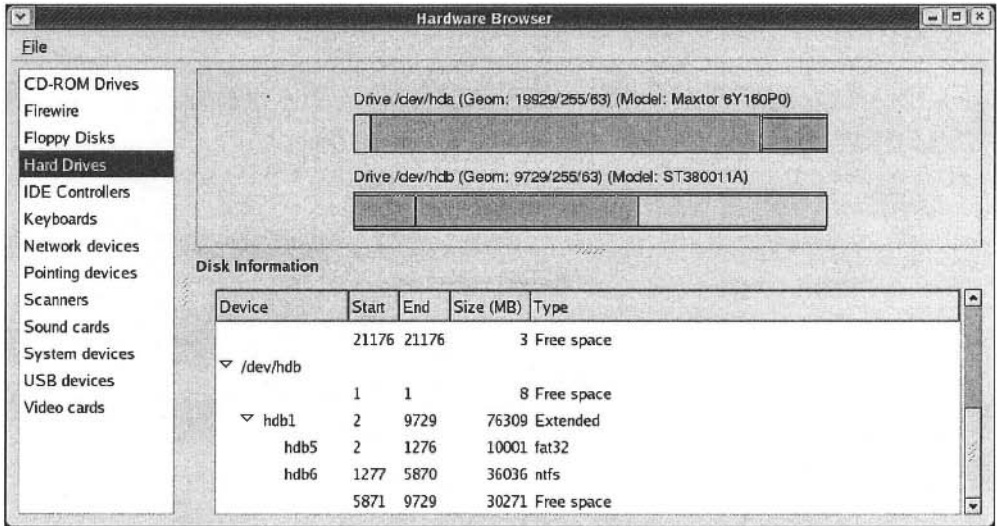 Hardware Browser
File
CD-ROM Drives
Firewire
Floppy Disks
Hard Drives
IDE Controllers
Keyboards
Network devices
Pointing devices
Scanners
Sound cards
System devices
USB devices
Video cards
Drive /dev/hda (Geom: 19929/255/63) (Model: Maxtor 6Y160P0)
Drive /dev/hdb (Geom: 9729/255/63) (Model: ST380011A)
Disk Information
Device Start End Size (MB) Type
21176 21176 3 Free space
/dev/hdb
1 1 8 Free space
hdb1 2 9729 76309 Extended
hdb5 2 1276 10001 fat32
hdb6 1277 5870 36036 ntfs
5871 9729 30271 Free space